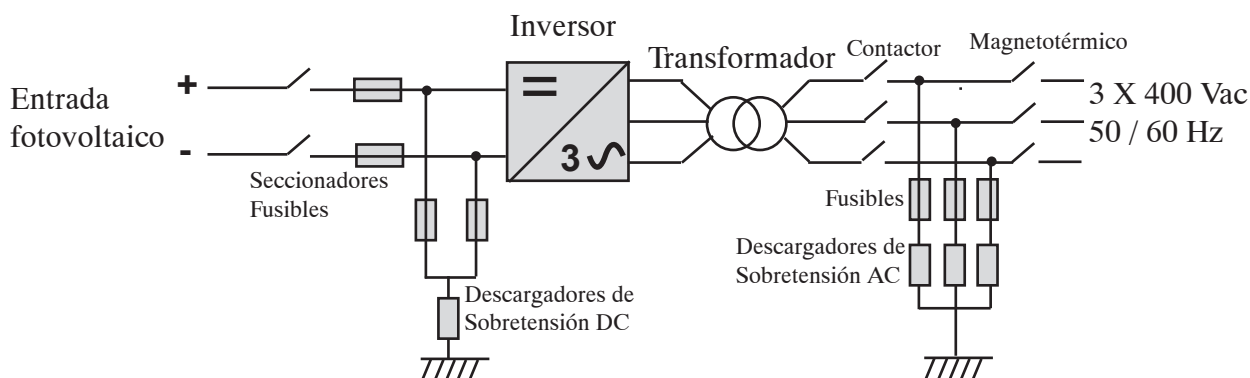 Inversor
Transformador
Contactor
Magnetotérmico
Entrada
fotovoltaico
+
-
=
3
3 X 400 Vac
50 / 60 Hz
Seccionadores
Fusibles
Fusibles
Descargadores de
Sobretensión AC
Descargadores de
Sobretensión DC